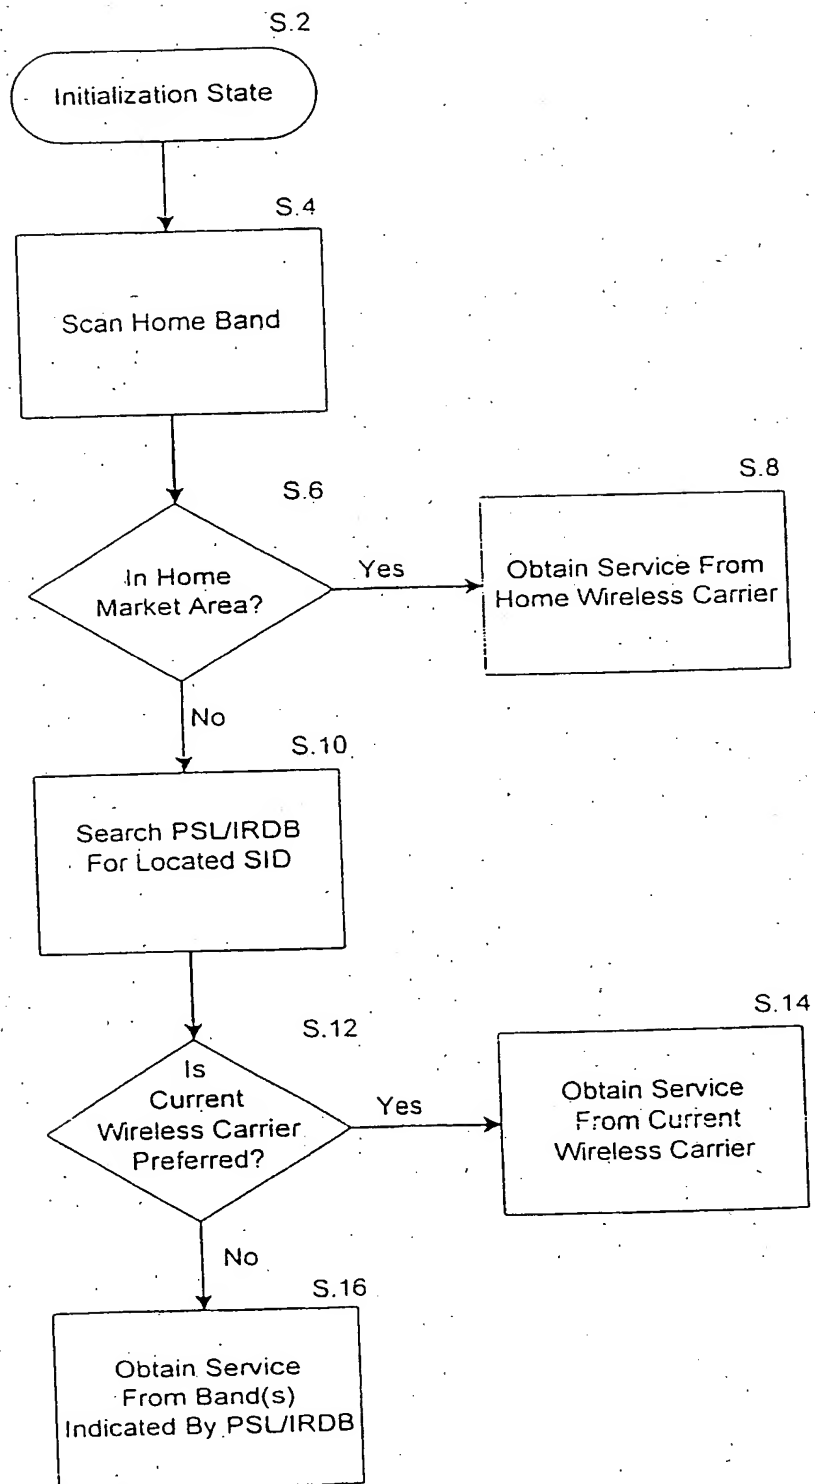 S.2
Initialization State
S.4
Scan Home Band
S.6
In Home
Market Area?
Yes
S.8
Obtain Service From
Home Wireless Carrier
No
S.10
Search PSL/IRDB
For Located SID
S.12
Is
Current
Wireless Carrier
Preferred?
Yes
S.14
Obtain Service
From Current
Wireless Carrier
No
S.16
Obtain Service
From Band(s)
Indicated By PSL/IRDB